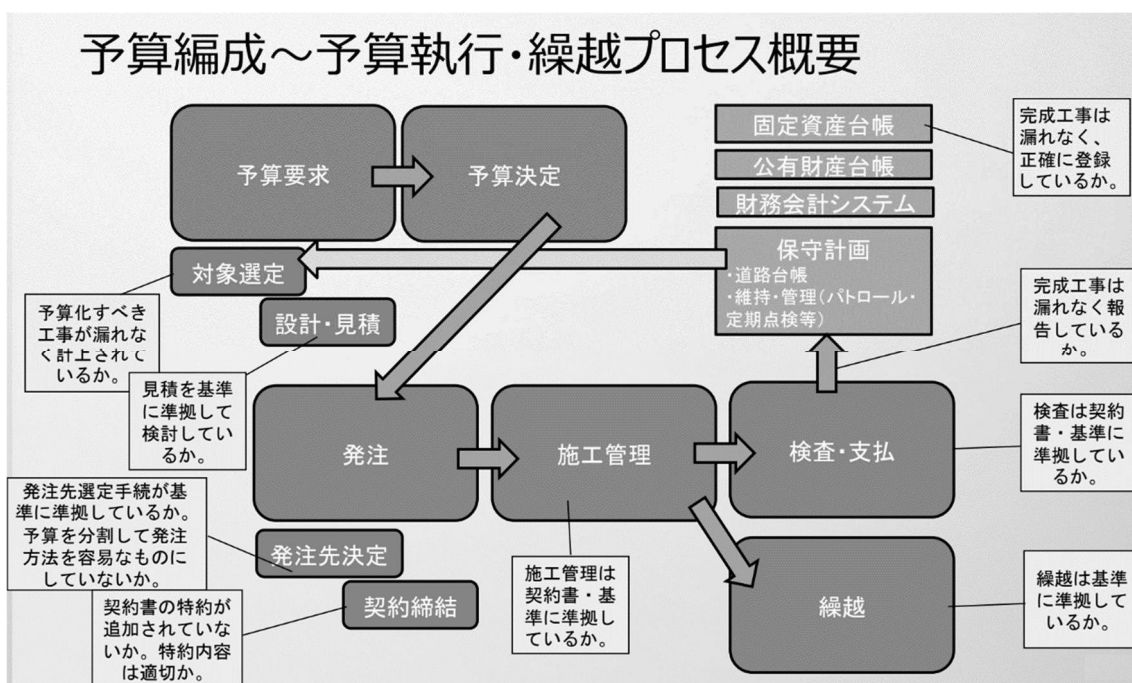 予算編成～予算執行・繰越プロセス概要
予算要求
予算決定
固定資産台帳
公有財産台帳
財務会計システム
完成工事は
漏れなく、
正確に登録
しているか。
対象選定
設計・見積
保守計画
・道路台帳
・維持・管理(パトロール・
定期点検等)
予算化すべき
工事が漏れな
く計上されて
いるか。
見積を基準
に準拠して
検討してい
るか。
完成工事は
漏れなく報
告している
か。
発注
施工管理
検査・支払
検査は契約
書・基準に
準拠してい
るか。
発注先選定手続が基
準に準拠しているか。
予算を分割して発注
方法を容易なものに
していないか。
発注先決定
契約締結
契約書の特約が
追加されていな
いか。特約内容
は適切か。
施工管理は
契約書・基
準に準拠し
ているか。
繰越
繰越は基準
に準拠して
いるか。